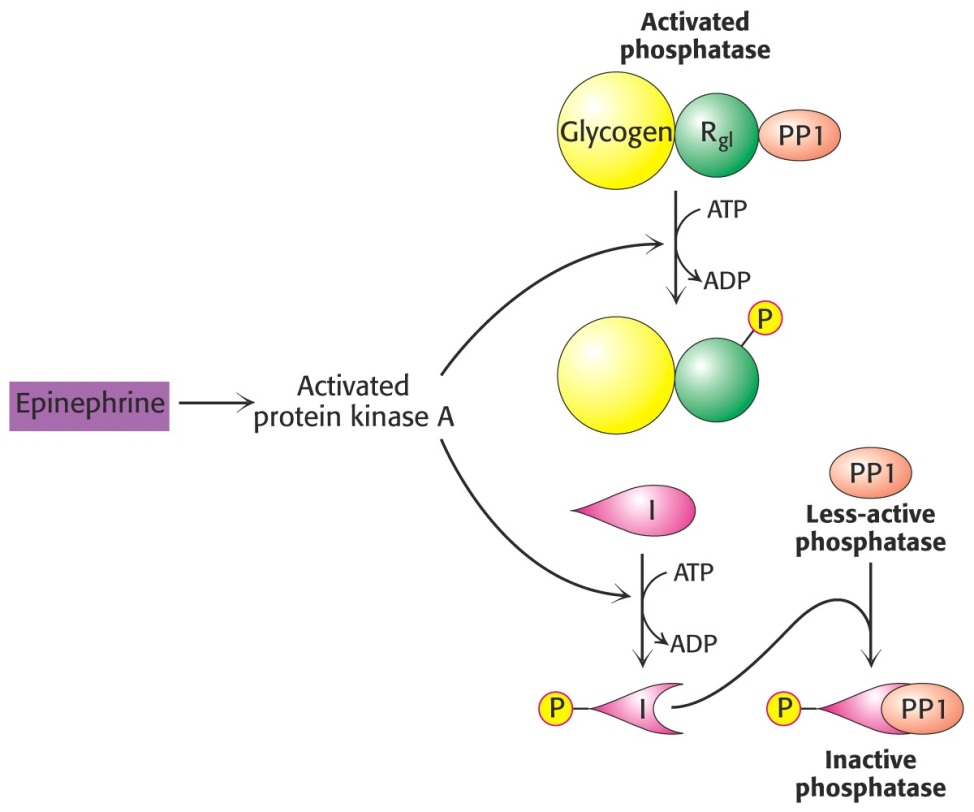 Activated
phosphatase
Glycogen
R_gl
PP1
ATP
ADP
P
Epinephrine
Activated
protein kinase A
PP1
Less-active
phosphatase
I
ATP
ADP
P
I
P
PP1
Inactive
phosphatase